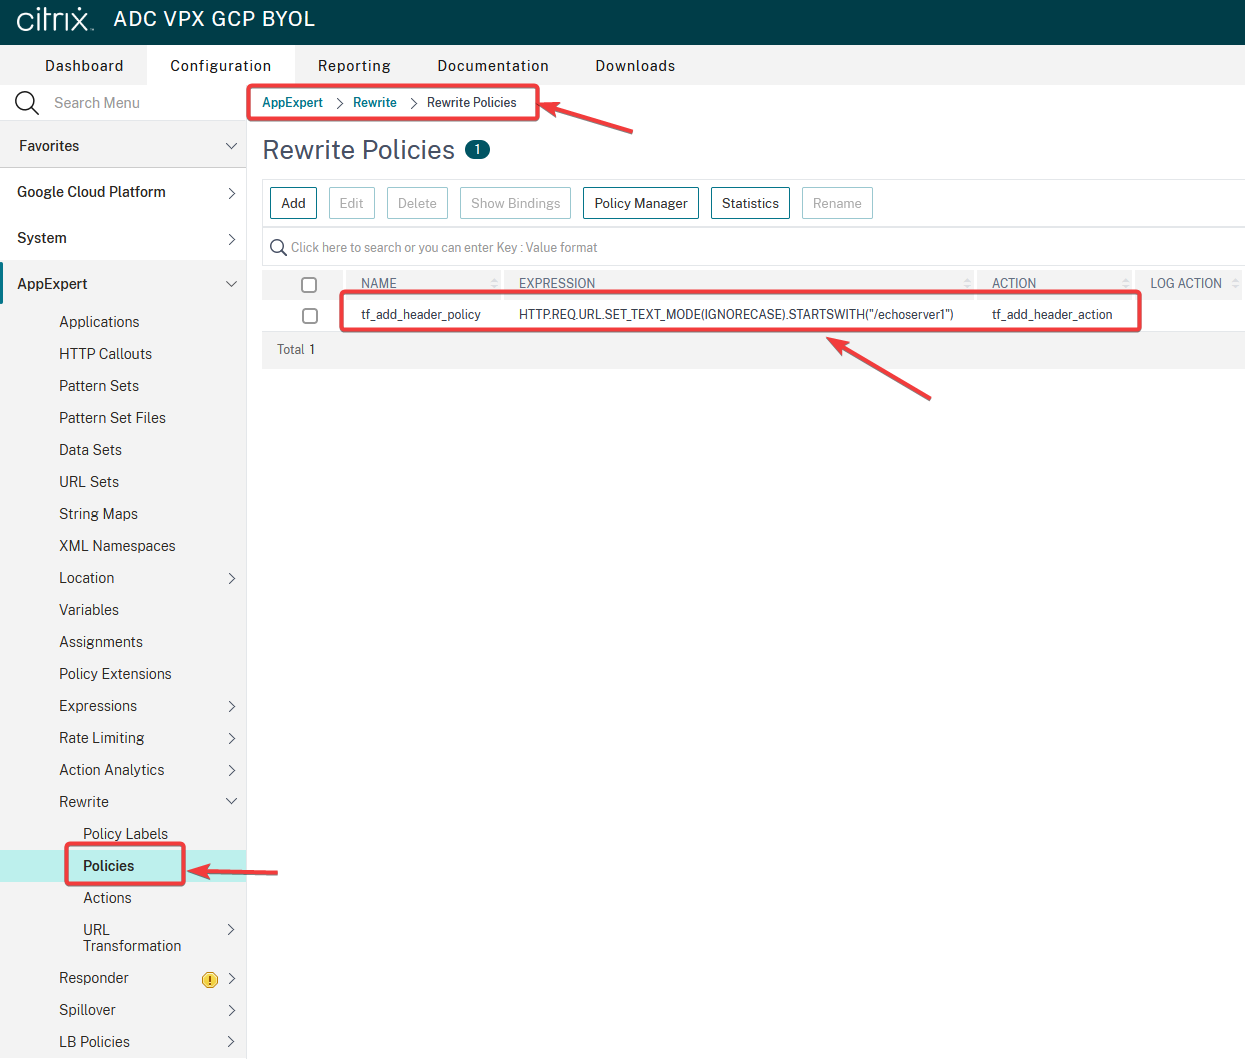 citrix ADC VPX GCP BYOL
Dashboard Configuration Reporting Documentation Downloads
Search Menu
AppExpert Rewrite Rewrite Policies
Favorites
Google Cloud Platform
System
AppExpert
Applications
HTTP Callouts
Pattern Sets
Pattern Set Files
Data Sets
URL Sets
String Maps
XML Namespaces
Location
Variables
Assignments
Policy Extensions
Expressions
Rate Limiting
Action Analytics
Rewrite
Policy Labels
Policies
Actions
URL
Transformation
Responder
Spillover
LB Policies
Rewrite Policies 1
Add Edit Delete Show Bindings Policy Manager Statistics Rename
Click here to search or you can enter Key : Value format
NAME EXPRESSION ACTION LOG ACTION
tf_add_header_policy HTTP.REQ.URL.SET_TEXT_MODE(IGNORECASE).STARTSWITH("/echoserver1") tf_add_header_action
Total 1